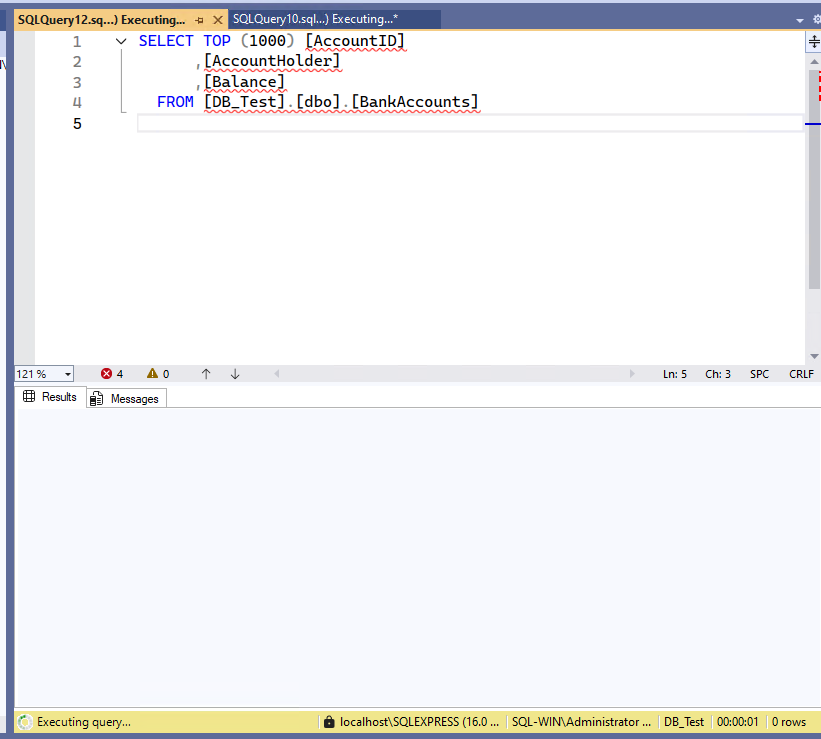 SQLQuery12.sq...) Executing... SQLQuery10.sql...) Executing...*
1 SELECT TOP (1000) [AccountID]
2 ,[AccountHolder]
3 ,[Balance]
4 FROM [DB_Test].[dbo].[BankAccounts]
5
121 % 4 0 Ln: 5 Ch: 3 SPC CRLF
Results Messages
Executing query... localhost\SQLEXPRESS (16.0 ... SQL-WIN\Administrator ... DB_Test 00:00:01 0 rows